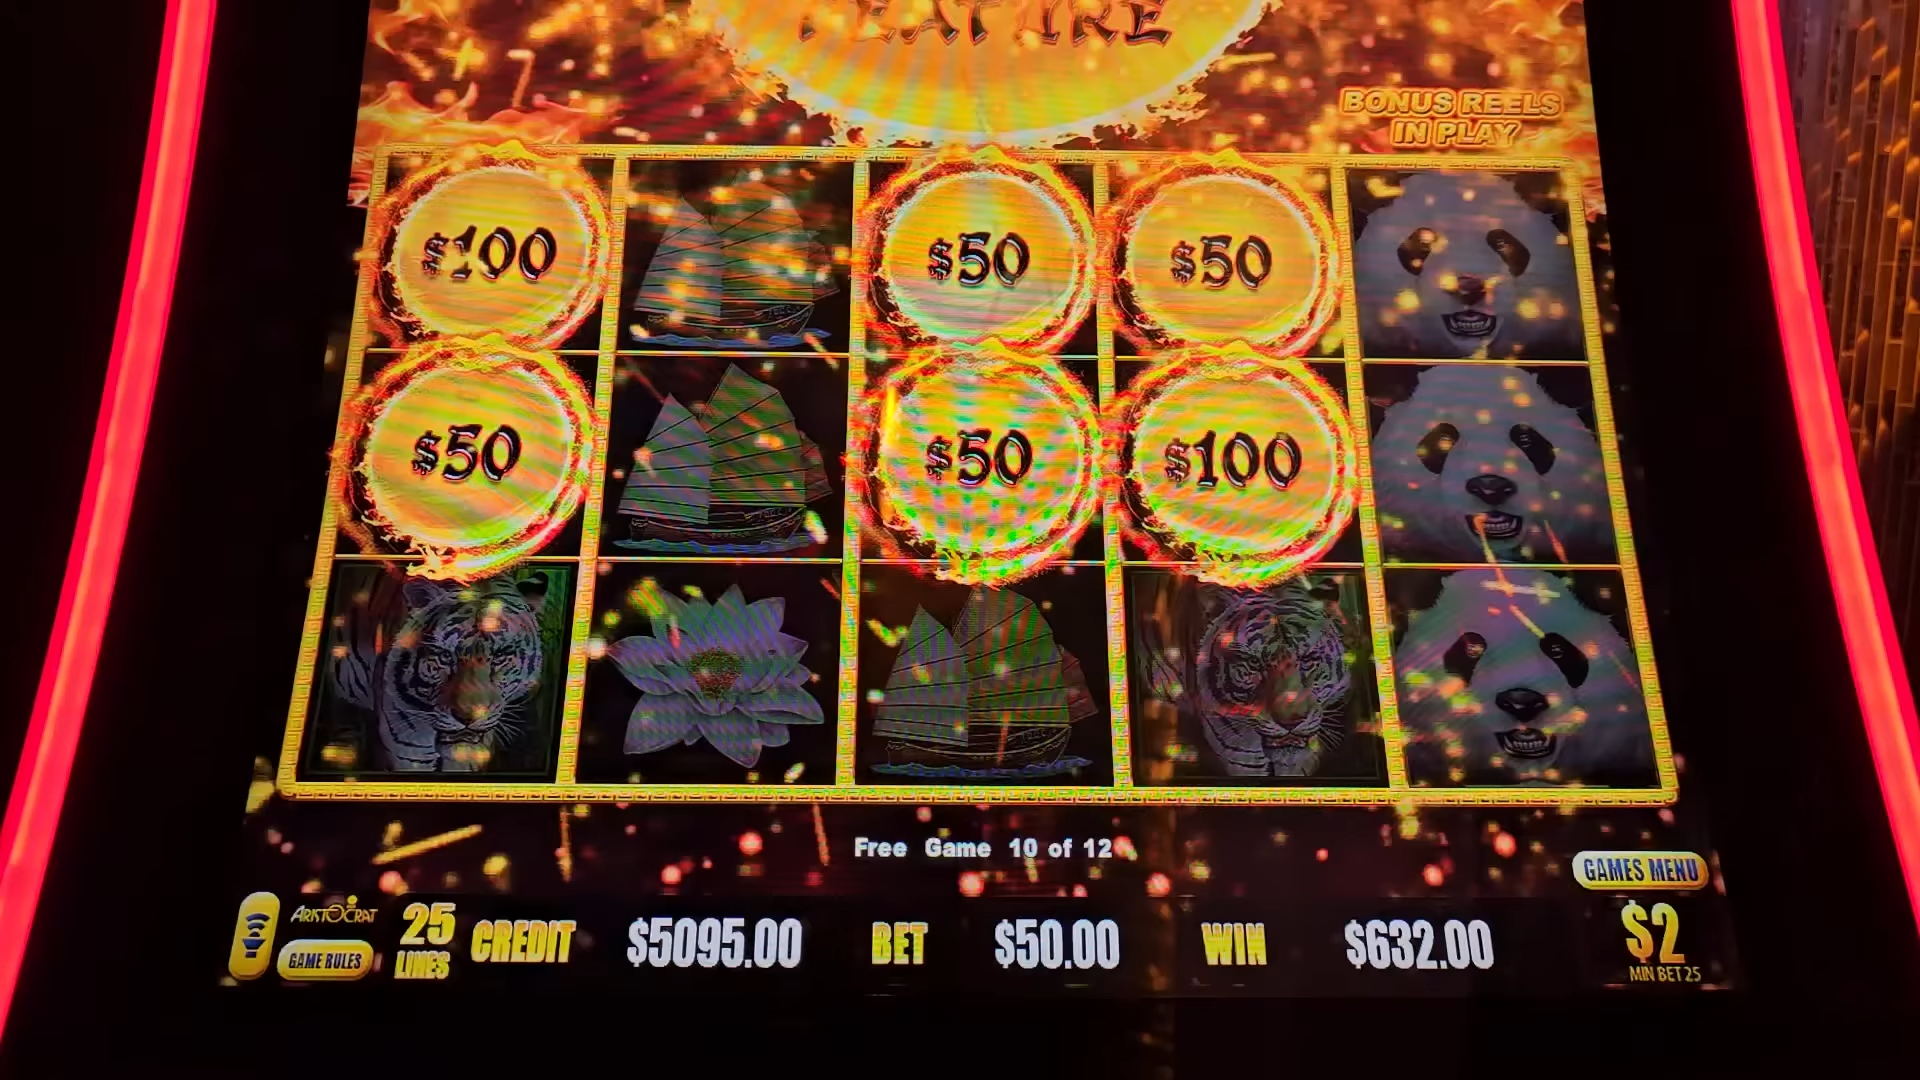 FEATURE
BONUS REELS
IN PLAY
$100
$50
$50
$50
$50
$100
Free Game 10 of 12
GAMES MENU
ARISTOCRAT
GAME RULES
25
LINES
CREDIT
$5095.00
BET
$50.00
WIN
$632.00
$2
MIN BET 25